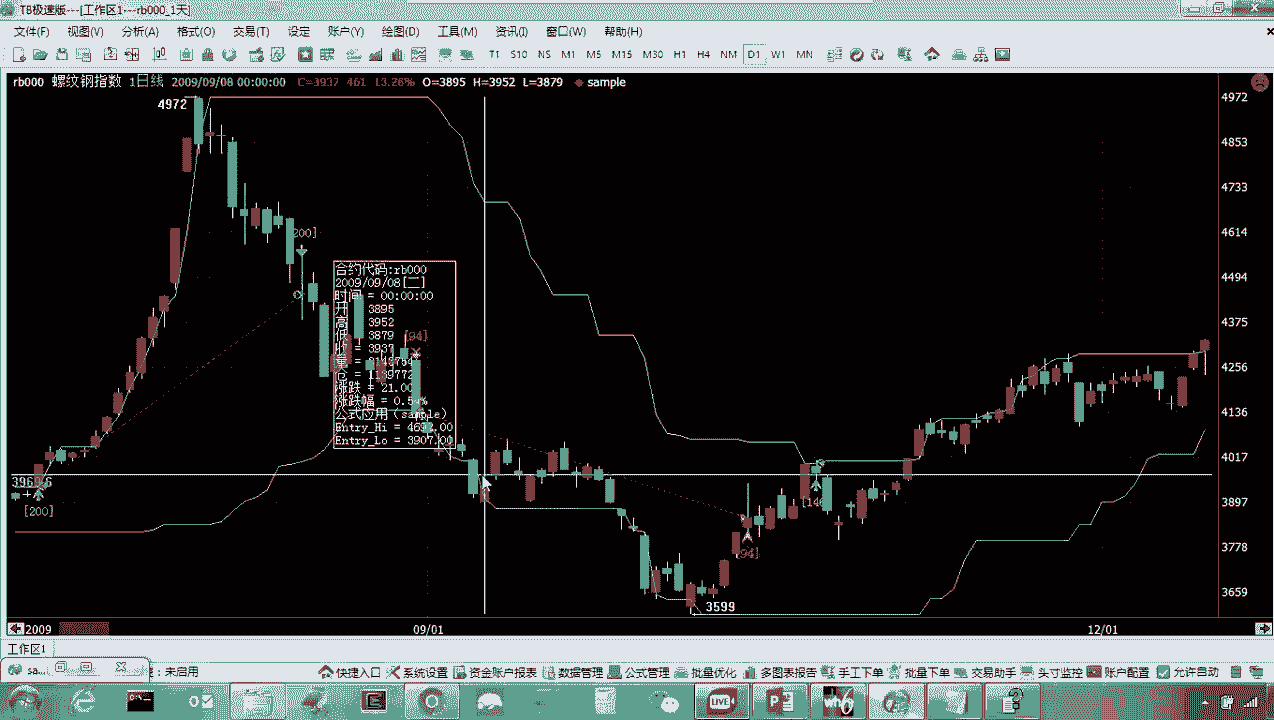 TB极速版---[工作区1---rb000_1天]
文件(F) 视图(V) 分析(A) 格式(O) 交易(T) 设定 账户(Y) 绘图(D) 工具(M) 资讯(I) 窗口(W) 帮助(H)
T1 S10 NS M1 M5 M15 M30 H1 H4 NM D1 W1 MN
rb000 螺纹钢指数 1日线 2009/09/08 00:00:00 C=3937 461 L3.26% O=3895 H=3952 L=3879 sample
4972
4972
4853
4733
4614
4494
4375
4256
4136
4017
3897
3778
3659
[200]
合约代码:rb000
2009/09/08[二]
时间 = 00:00:00
开 = 3895
高 = 3952
低 = 3879
收 = 3937
涨跌 = 21.00
涨跌幅 = 0.54%
公式应用(sample)
Entry_Hi = 4692.00
Entry_Lo = 3907.00
[94]
[200]
[94]
3599
2009
09/01
12/01
工作区1
：未启用
快捷入口 系统设置 资金账户报表 数据管理 公式管理 批量优化 多图表报告 手工下单 批量下单 交易助手 头寸监控 账户配置 允许自动
LIVE